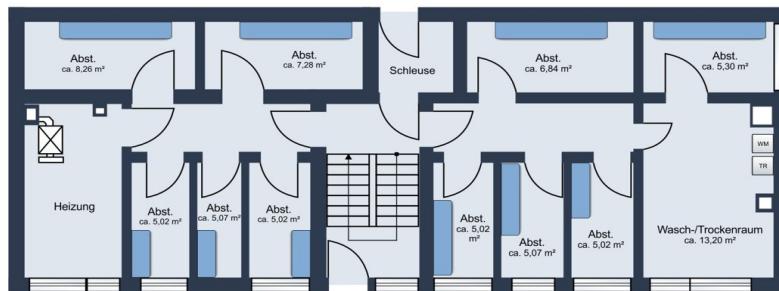 Abst.
ca. 8,26 m²
Abst.
ca. 7,28 m²
Schleuse
Abst.
ca. 6,84 m²
Abst.
ca. 5,30 m²
WM
TR
Heizung
Abst.
ca. 5,02 m²
Abst.
ca. 5,07 m²
Abst.
ca. 5,02 m²
Abst.
ca. 5,02
m²
Abst.
ca. 5,07 m²
Abst.
ca. 5,02 m²
Wasch-/Trockenraum
ca. 13,20 m²